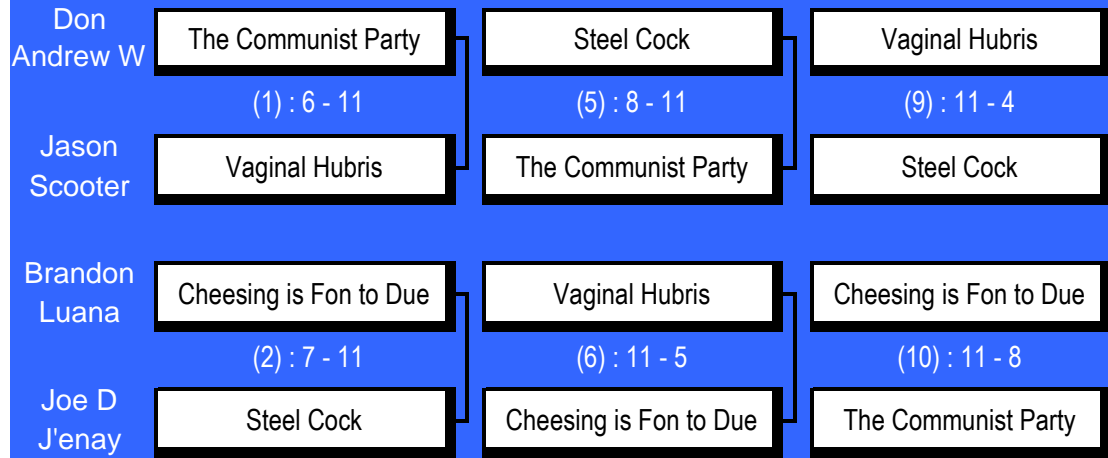 Don
Andrew W
The Communist Party
Steel Cock
Vaginal Hubris
(1) : 6 - 11
(5) : 8 - 11
(9) : 11 - 4
Jason
Scooter
Vaginal Hubris
The Communist Party
Steel Cock
Brandon
Luana
Cheesing is Fon to Due
Vaginal Hubris
Cheesing is Fon to Due
(2) : 7 - 11
(6) : 11 - 5
(10) : 11 - 8
Joe D
J'enay
Steel Cock
Cheesing is Fon to Due
The Communist Party